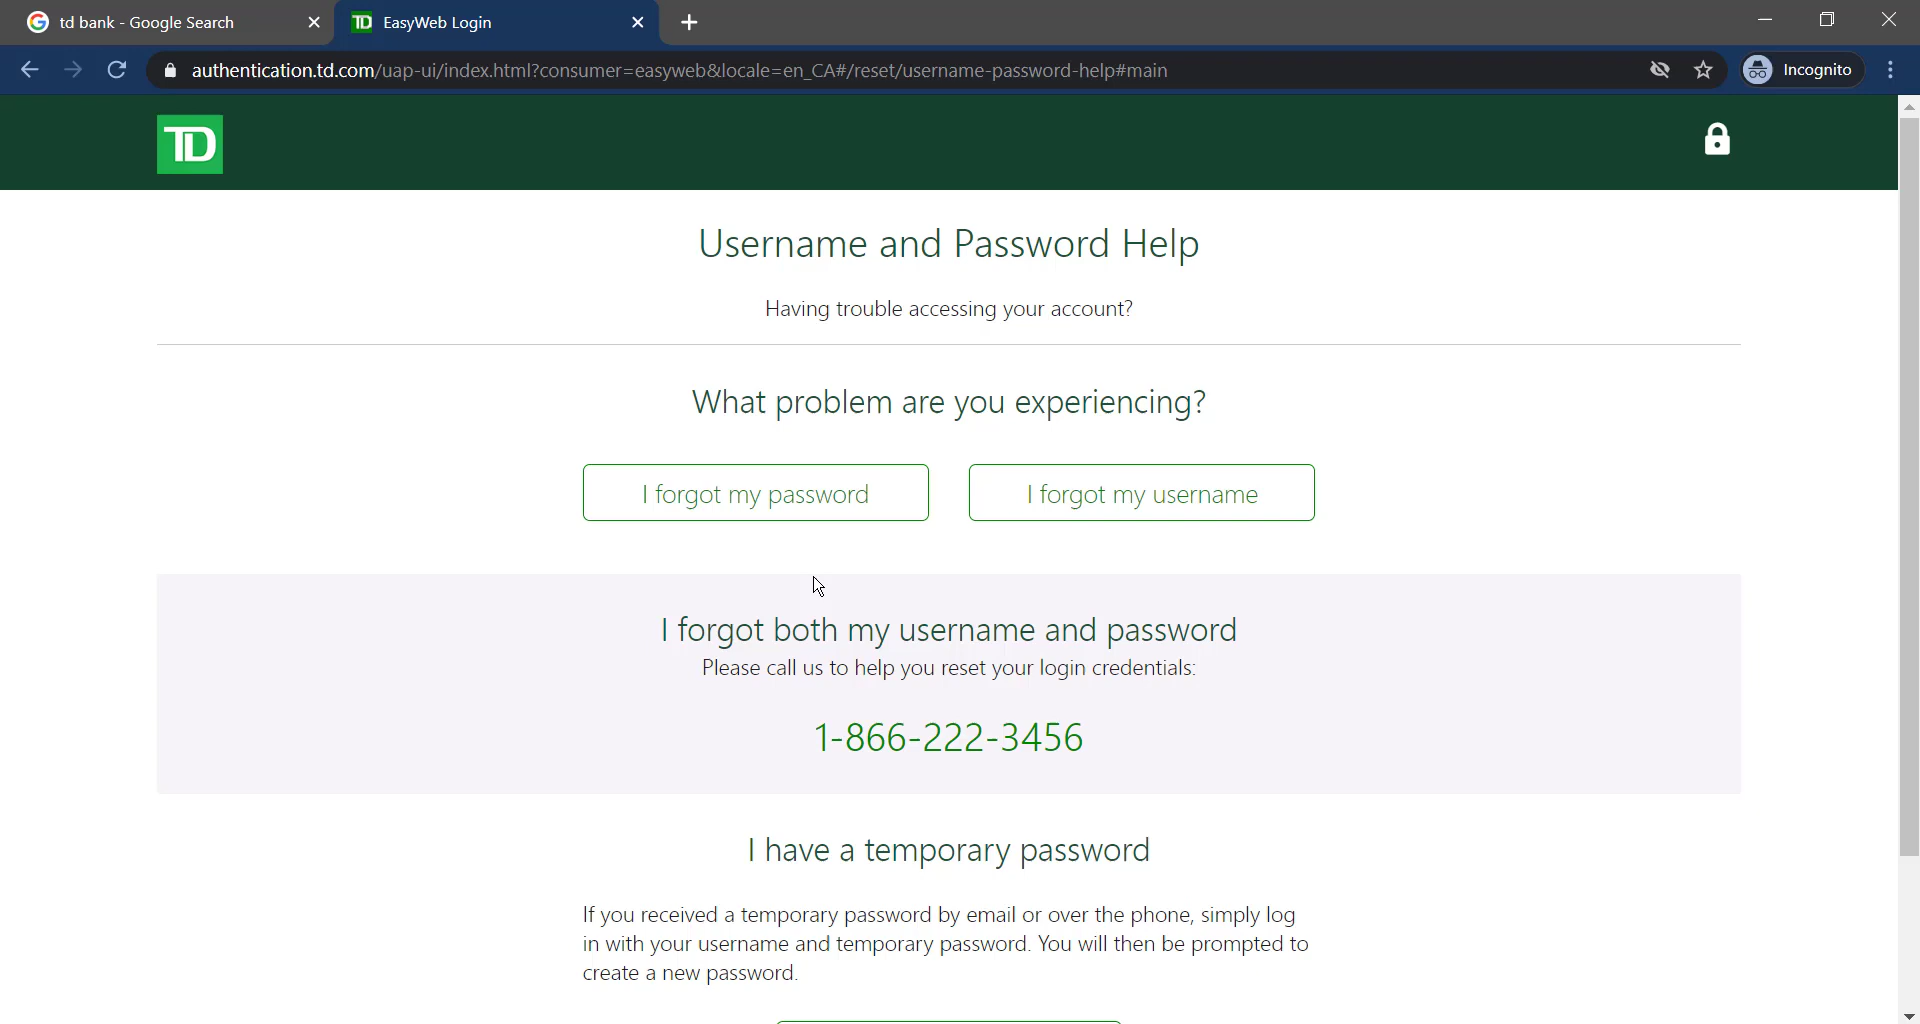 td bank - Google Search
EasyWeb Login
authentication.td.com/uap-ui/index.html?consumer=easyweb&locale=en_CA#/reset/username-password-help#main
Incognito
TD
Username and Password Help
Having trouble accessing your account?
What problem are you experiencing?
I forgot my password
I forgot my username
I forgot both my username and password
Please call us to help you reset your login credentials:
1-866-222-3456
I have a temporary password
If you received a temporary password by email or over the phone, simply log
in with your username and temporary password. You will then be prompted to
create a new password.